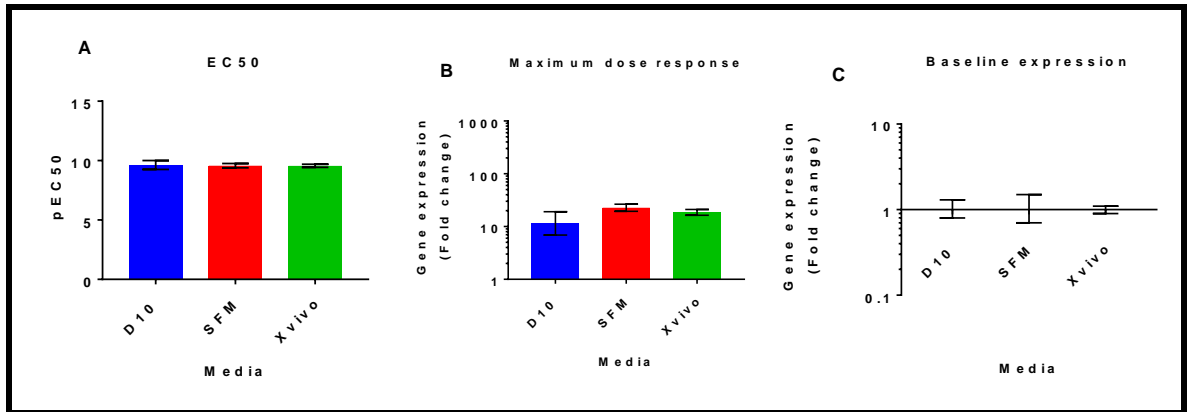 A
EC50
pEC50
15
10
5
0
D10
SFM
Xvivo
Media
B
Maximum dose response
Gene expression
(Fold change)
1000
100
10
1
D10
SFM
Xvivo
Media
C
Baseline expression
Gene expression
(Fold change)
10
1
0.1
D10
SFM
Xvivo
Media